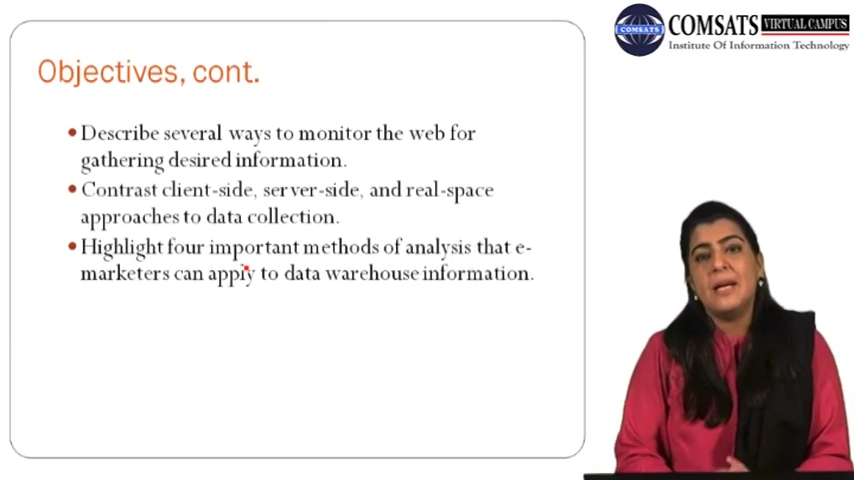 Objectives, cont.
• Describe several ways to monitor the web for
gathering desired information.
• Contrast client-side, server-side, and real-space
approaches to data collection.
• Highlight four important methods of analysis that e-
marketers can apply to data warehouse information.
COMSATS
COMSATS VIRTUAL CAMPUS
Institute Of Information Technology